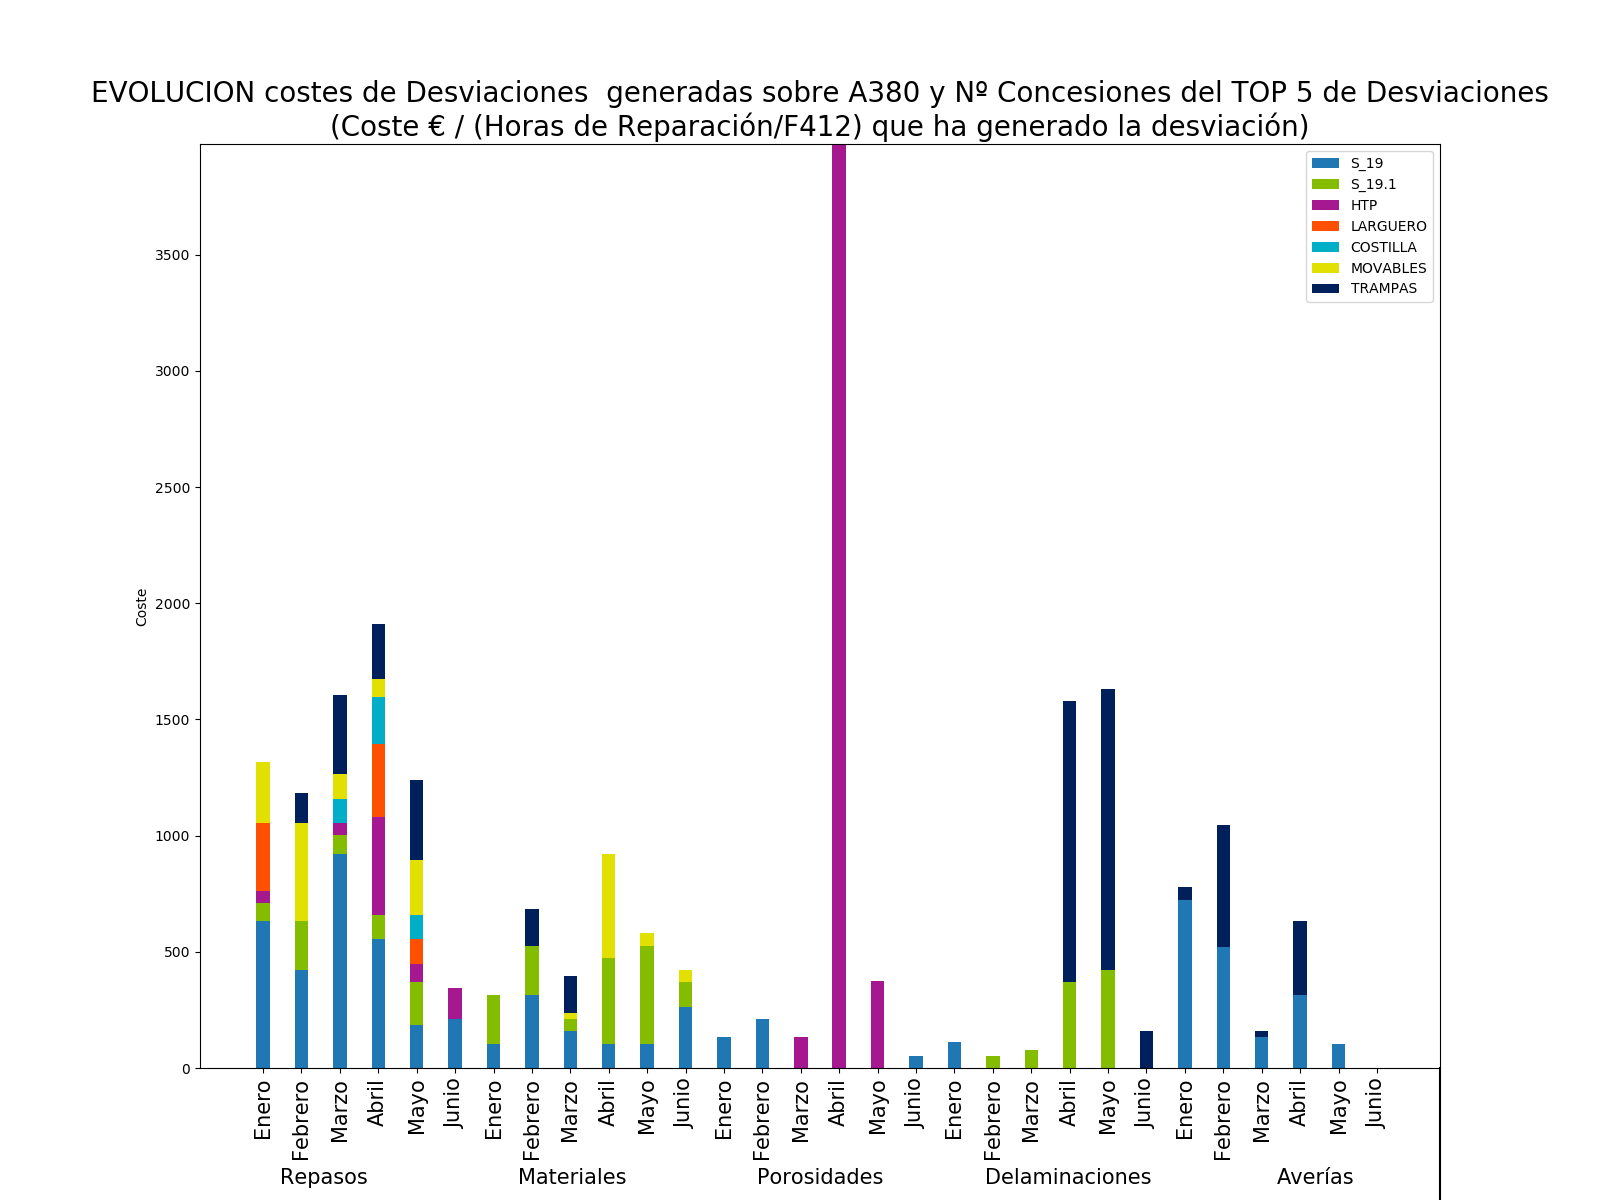 EVOLUCION costes de Desviaciones  generadas sobre A380 y Nº Concesiones del TOP 5 de Desviaciones
(Coste € / (Horas de Reparación/F412) que ha generado la desviación)
S_19
S_19.1
HTP
LARGUERO
COSTILLA
MOVABLES
TRAMPAS
3500
3000
2500
2000
1500
1000
500
0
Coste
Enero Febrero Marzo Abril Mayo Junio Enero Febrero Marzo Abril Mayo Junio Enero Febrero Marzo Abril Mayo Junio Enero Febrero Marzo Abril Mayo Junio Enero Febrero Marzo Abril Mayo Junio
Repasos Materiales Porosidades Delaminaciones Averías